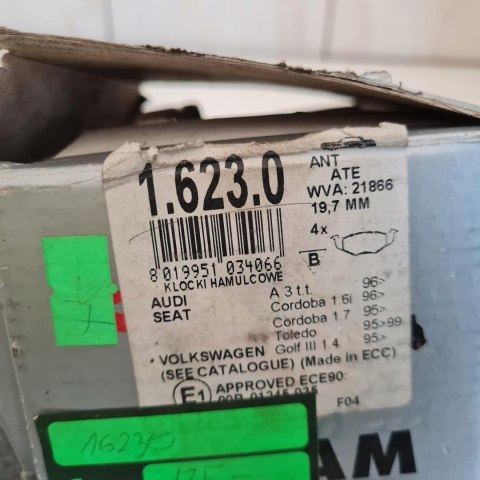 1.623.0
ANT
ATE
WVA: 21866
19,7 MM
4x
B
8 019951 034066
KLOCKI HAMULCOWE
AUDI A 3 t.t. 96>
SEAT Cordoba 1.6i 96>
Cordoba 1.7 95>
Toledo 95>99
• VOLKSWAGEN Golf III 1.4 95>
(SEE CATALOGUE) (Made in ECC)
E1 APPROVED ECE90:
F04
16230
AM